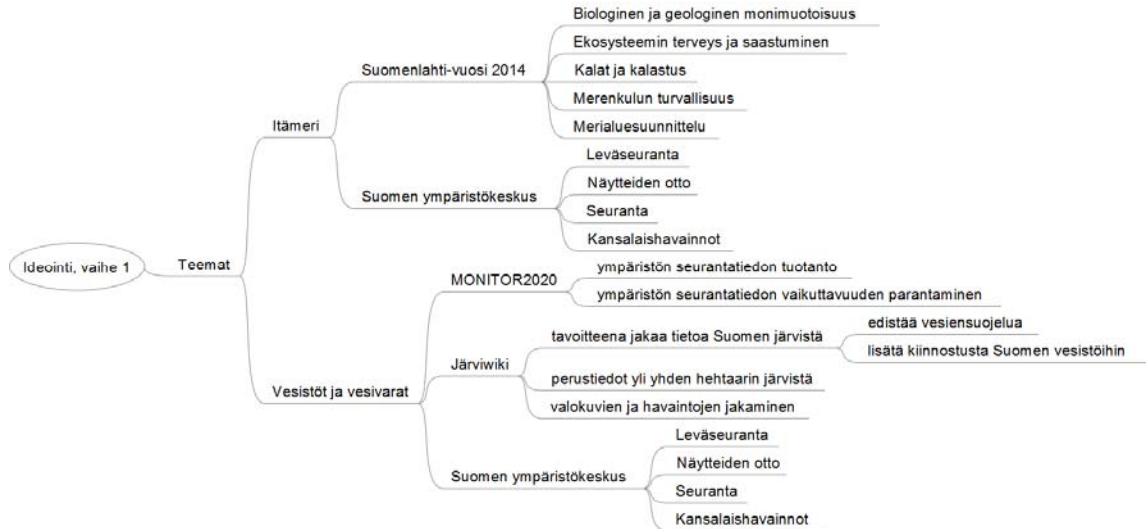 Ideointi, vaihe 1
Teemat
Itämeri
Suomenlahti-vuosi 2014
Biologinen ja geologinen monimuotoisuus
Ekosysteemin terveys ja saastuminen
Kalat ja kalastus
Merenkulun turvallisuus
Merialuesuunnittelu
Suomen ympäristökeskus
Leväseuranta
Näytteiden otto
Seuranta
Kansalaishavainnot
Vesistöt ja vesivarat
MONITOR2020
ympäristön seurantatiedon tuotanto
ympäristön seurantatiedon vaikuttavuuden parantaminen
Järviwiki
tavoitteena jakaa tietoa Suomen järvistä
edistää vesiensuojelua
lisätä kiinnostusta Suomen vesistöihin
perustiedot yli yhden hehtaarin järvistä
valokuvien ja havaintojen jakaminen
Suomen ympäristökeskus
Leväseuranta
Näytteiden otto
Seuranta
Kansalaishavainnot